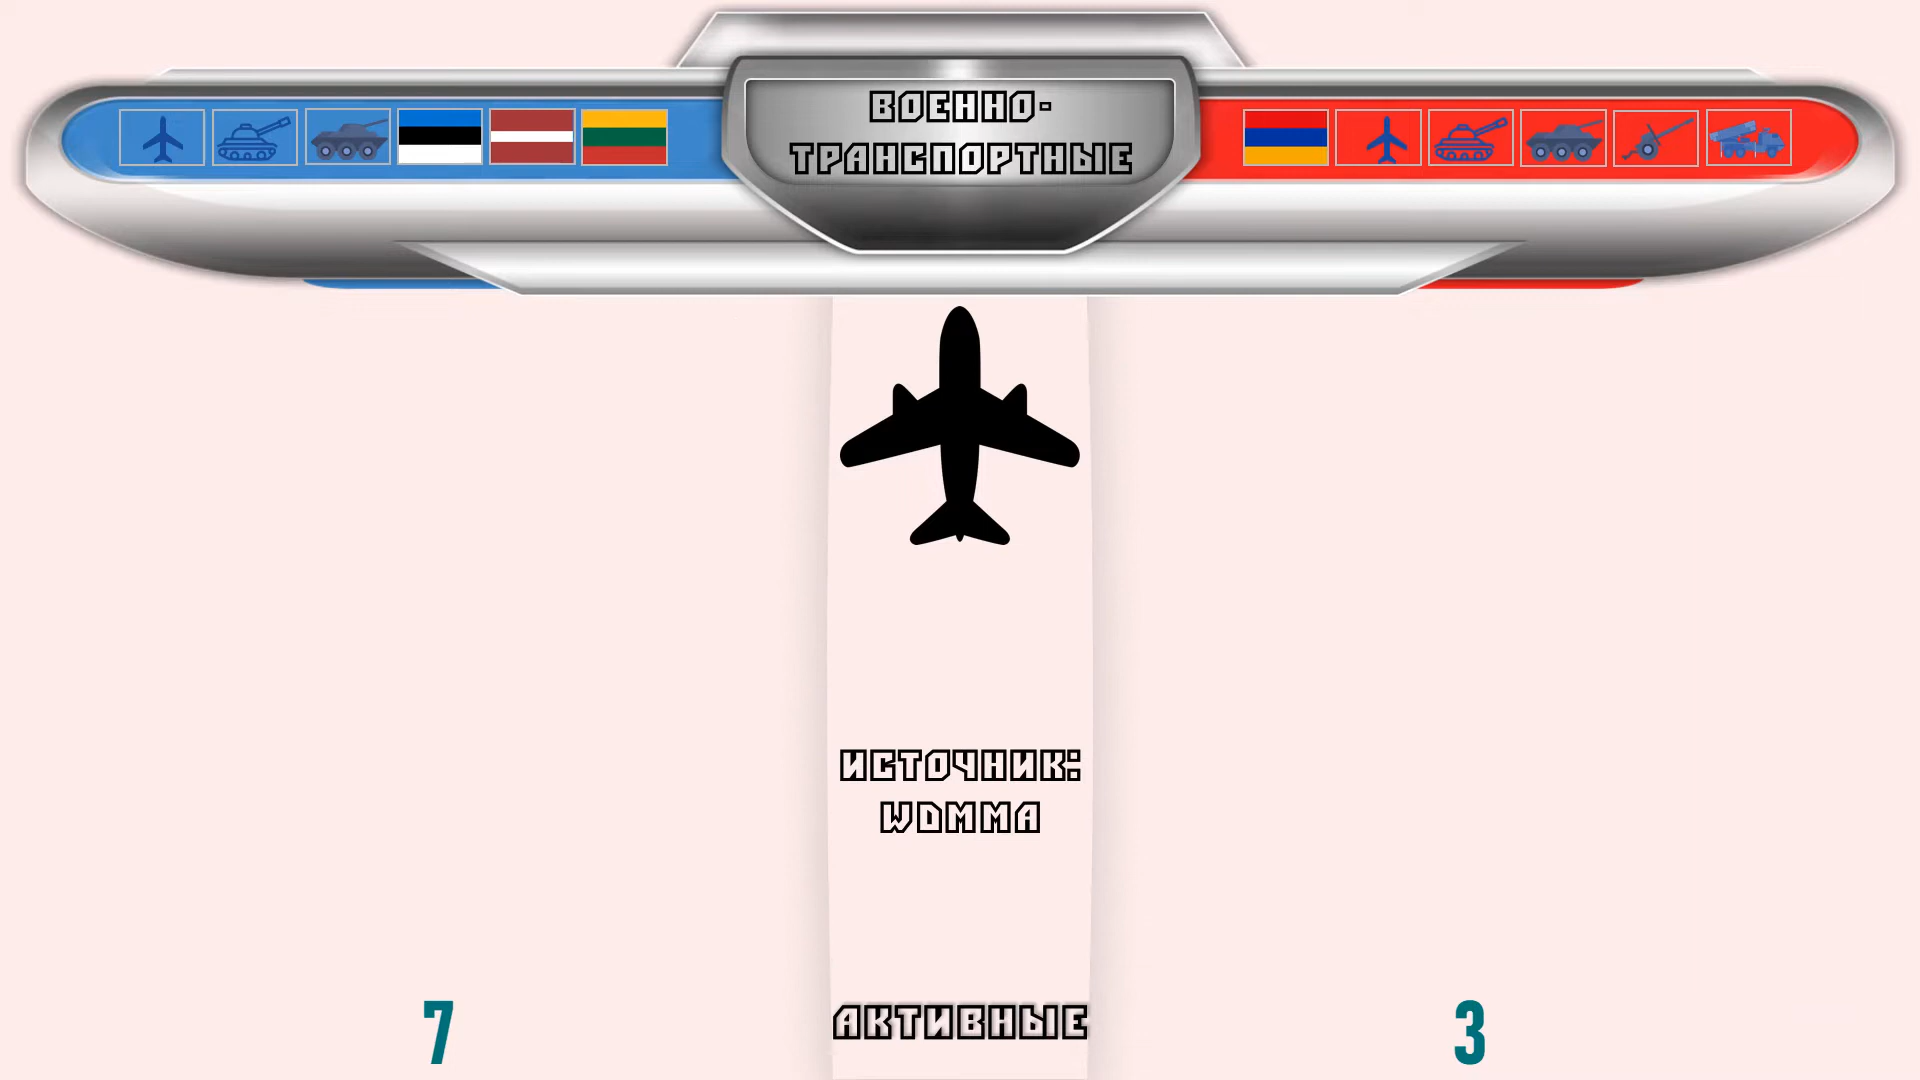 ВОЕННО-
ТРАНСПОРТНЫЕ
ИСТОЧНИК:
WDMMA
АКТИВНЫЕ
7
3